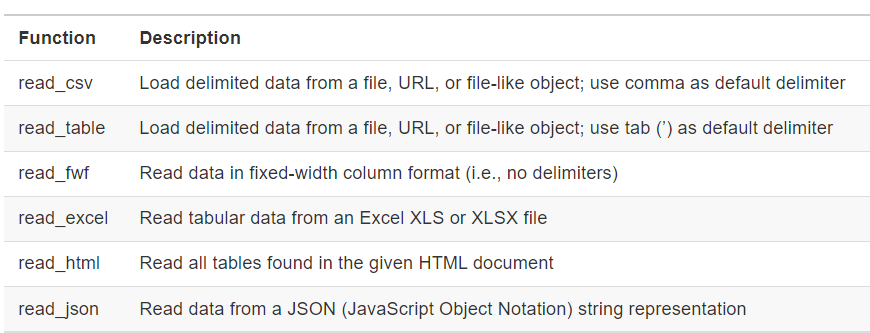 Function Description
read_csv Load delimited data from a file, URL, or file-like object; use comma as default delimiter
read_table Load delimited data from a file, URL, or file-like object; use tab (’) as default delimiter
read_fwf Read data in fixed-width column format (i.e., no delimiters)
read_excel Read tabular data from an Excel XLS or XLSX file
read_html Read all tables found in the given HTML document
read_json Read data from a JSON (JavaScript Object Notation) string representation